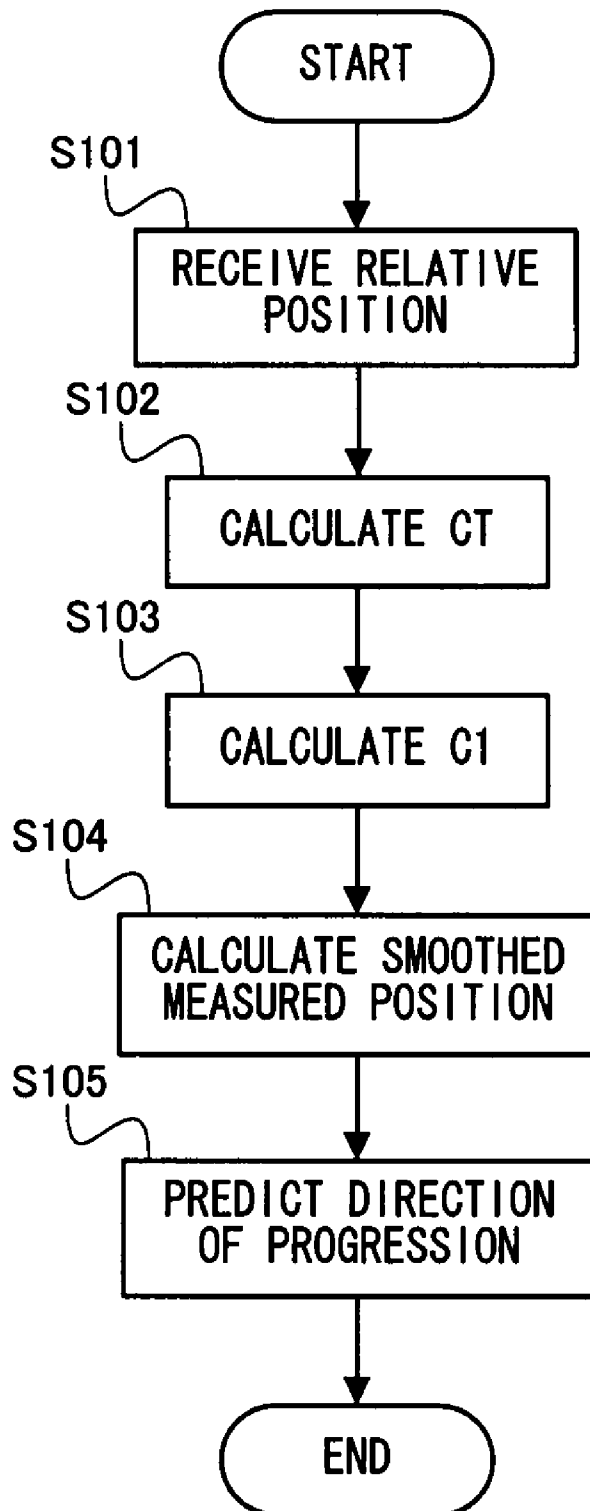 START
S101
RECEIVE RELATIVE
POSITION
S102
CALCULATE CT
S103
CALCULATE C1
S104
CALCULATE SMOOTHED
MEASURED POSITION
S105
PREDICT DIRECTION
OF PROGRESSION
END